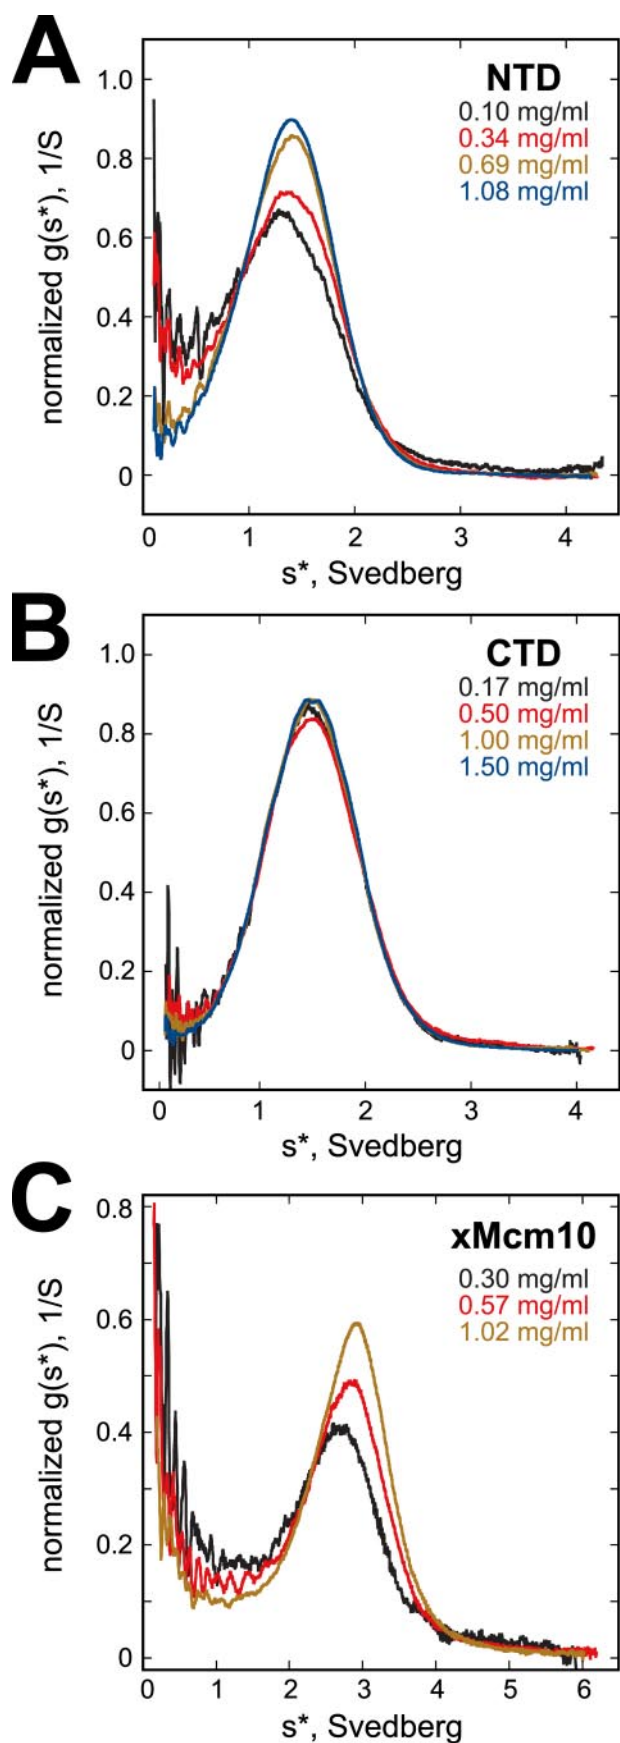 A
NTD
0.10 mg/ml
0.34 mg/ml
0.69 mg/ml
1.08 mg/ml
normalized g(s*), 1/S
1.0
0.8
0.6
0.4
0.2
0
0 1 2 3 4
s*, Svedberg
B
CTD
0.17 mg/ml
0.50 mg/ml
1.00 mg/ml
1.50 mg/ml
normalized g(s*), 1/S
1.0
0.8
0.6
0.4
0.2
0
0 1 2 3 4
s*, Svedberg
C
xMcm10
0.30 mg/ml
0.57 mg/ml
1.02 mg/ml
normalized g(s*), 1/S
0.8
0.6
0.4
0.2
0
0 1 2 3 4 5 6
s*, Svedberg